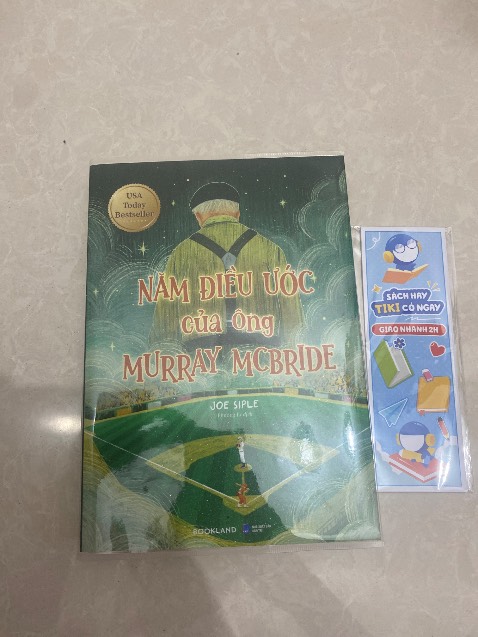 USA
Today
Bestseller
NĂM ĐIỀU ƯỚC
của ông
MURRAY MCBRIDE
JOE SIPLE
BOOKLAND
SÁCH HAY
TIKI CÓ NGAY
GIAO NHANH 2H